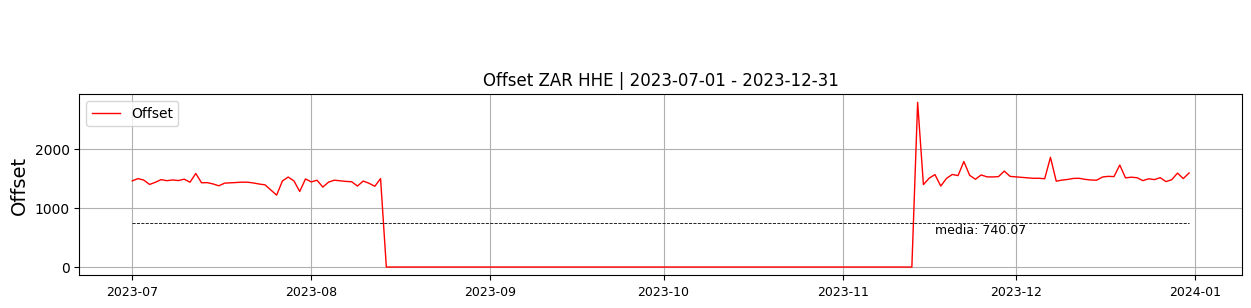 Offset ZAR HHE | 2023-07-01 - 2023-12-31
Offset
Offset
2000
1000
0
media: 740.07
2023-07 2023-08 2023-09 2023-10 2023-11 2023-12 2024-01